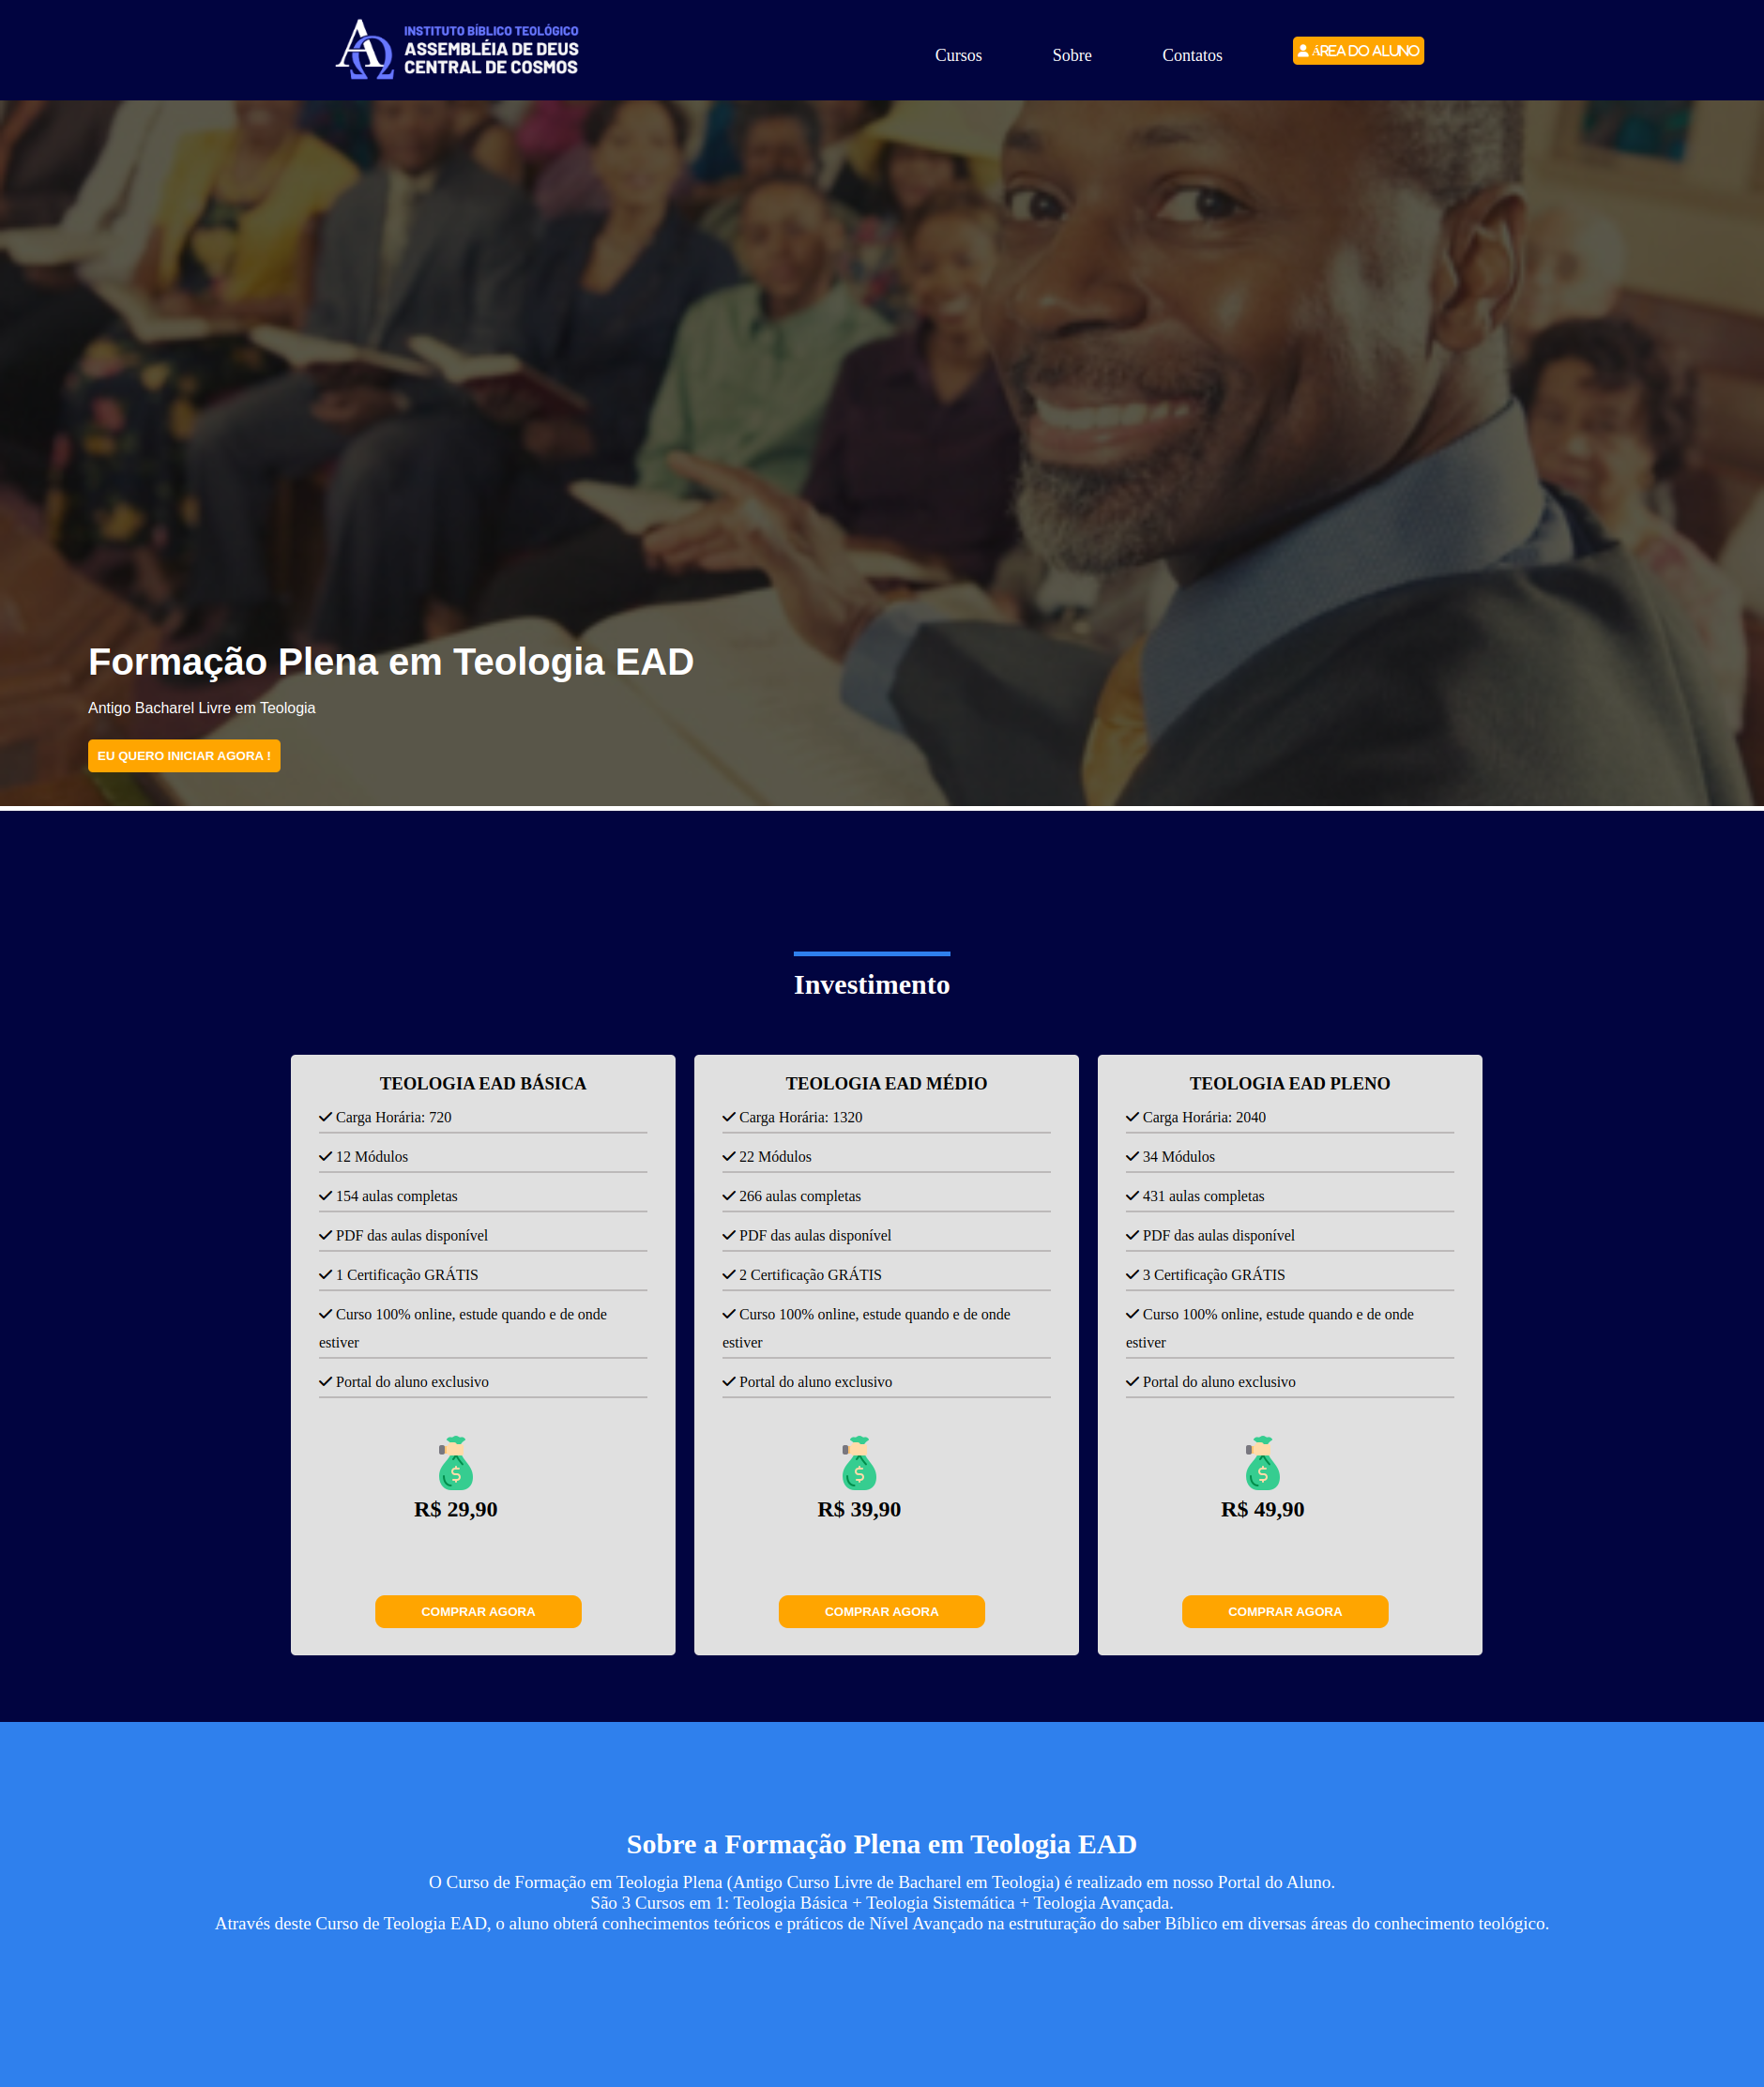 INSTITUTO BÍBLICO TEOLÓGICO
ASSEMBLÉIA DE DEUS
CENTRAL DE COSMOS
Cursos
Sobre
Contatos
ÁREA DO ALUNO
Formação Plena em Teologia EAD
Antigo Bacharel Livre em Teologia
EU QUERO INICIAR AGORA !
Investimento
TEOLOGIA EAD BÁSICA
Carga Horária: 720
12 Módulos
154 aulas completas
PDF das aulas disponível
1 Certificação GRÁTIS
Curso 100% online, estude quando e de onde
estiver
Portal do aluno exclusivo
R$ 29,90
COMPRAR AGORA
TEOLOGIA EAD MÉDIO
Carga Horária: 1320
22 Módulos
266 aulas completas
PDF das aulas disponível
2 Certificação GRÁTIS
Curso 100% online, estude quando e de onde
estiver
Portal do aluno exclusivo
R$ 39,90
COMPRAR AGORA
TEOLOGIA EAD PLENO
Carga Horária: 2040
34 Módulos
431 aulas completas
PDF das aulas disponível
3 Certificação GRÁTIS
Curso 100% online, estude quando e de onde
estiver
Portal do aluno exclusivo
R$ 49,90
COMPRAR AGORA
Sobre a Formação Plena em Teologia EAD
O Curso de Formação em Teologia Plena (Antigo Curso Livre de Bacharel em Teologia) é realizado em nosso Portal do Aluno.
São 3 Cursos em 1: Teologia Básica + Teologia Sistemática + Teologia Avançada.
Através deste Curso de Teologia EAD, o aluno obterá conhecimentos teóricos e práticos de Nível Avançado na estruturação do saber Bíblico em diversas áreas do conhecimento teológico.